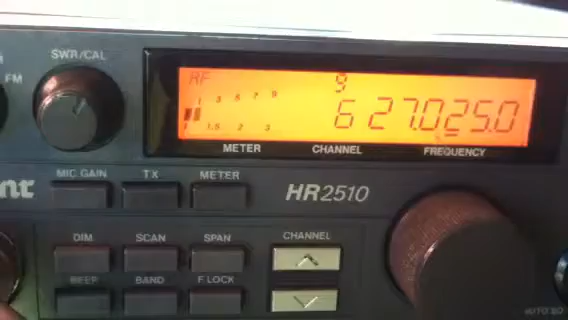 SWR/CAL
FM
RF
9
1 3 5 7 9
6 27.025.0
1 1.5 2 3
METER CHANNEL FREQUENCY
MIC GAIN TX METER
nt HR2510
DIM SCAN SPAN CHANNEL
BEEP BAND F.LOCK